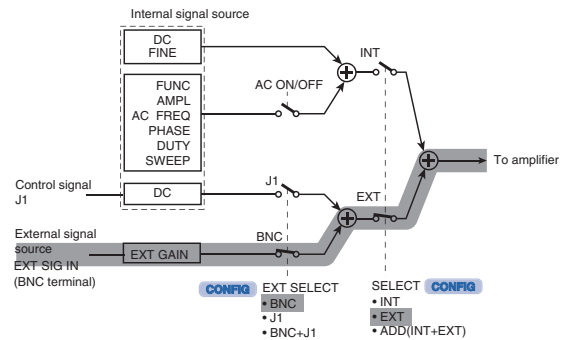 Internal signal source
DC
FINE
INT
FUNC
AMPL
AC FREQ
PHASE
DUTY
SWEEP
AC ON/OFF
To amplifier
Control signal
J1
DC
J1
EXT
External signal
source
EXT SIG IN
(BNC terminal)
EXT GAIN
BNC
CONFIG EXT SELECT
• BNC
• J1
• BNC+J1
SELECT CONFIG
• INT
• EXT
• ADD(INT+EXT)